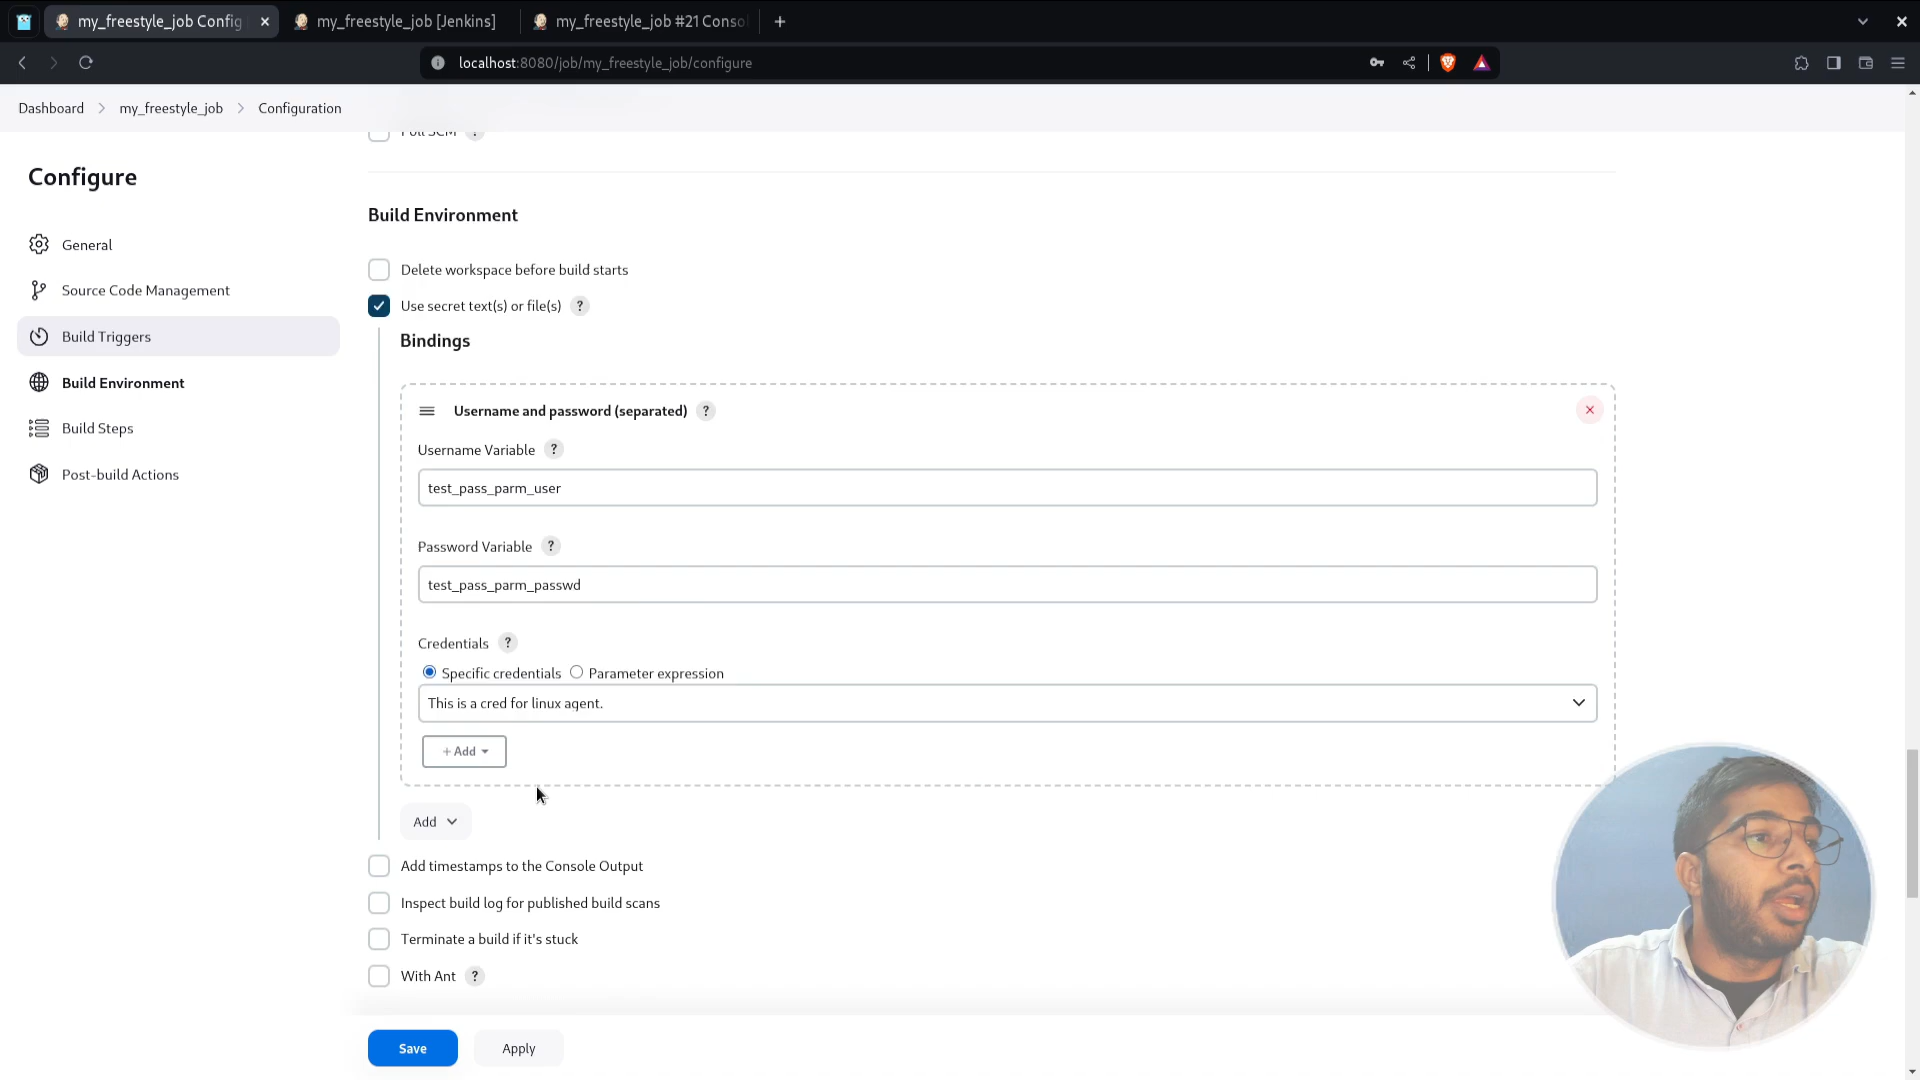 my_freestyle_job Config
my_freestyle_job [Jenkins]
my_freestyle_job #21 Conso
localhost:8080/job/my_freestyle_job/configure
Dashboard
my_freestyle_job
Configuration
Poll SCM ?
Configure
General
Source Code Management
Build Triggers
Build Environment
Build Steps
Post-build Actions
Build Environment
Delete workspace before build starts
Use secret text(s) or file(s) ?
Bindings
Username and password (separated) ?
Username Variable ?
test_pass_parm_user
Password Variable ?
test_pass_parm_passwd
Credentials ?
Specific credentials Parameter expression
This is a cred for linux agent.
+ Add
Add
Add timestamps to the Console Output
Inspect build log for published build scans
Terminate a build if it's stuck
With Ant ?
Save
Apply